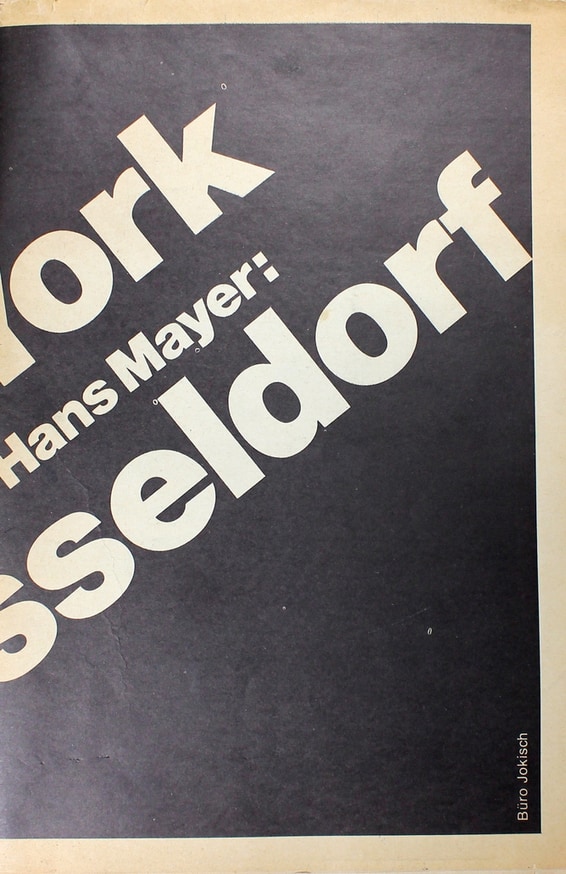 York
Hans Mayer:
sseldorf
Büro Jokisch